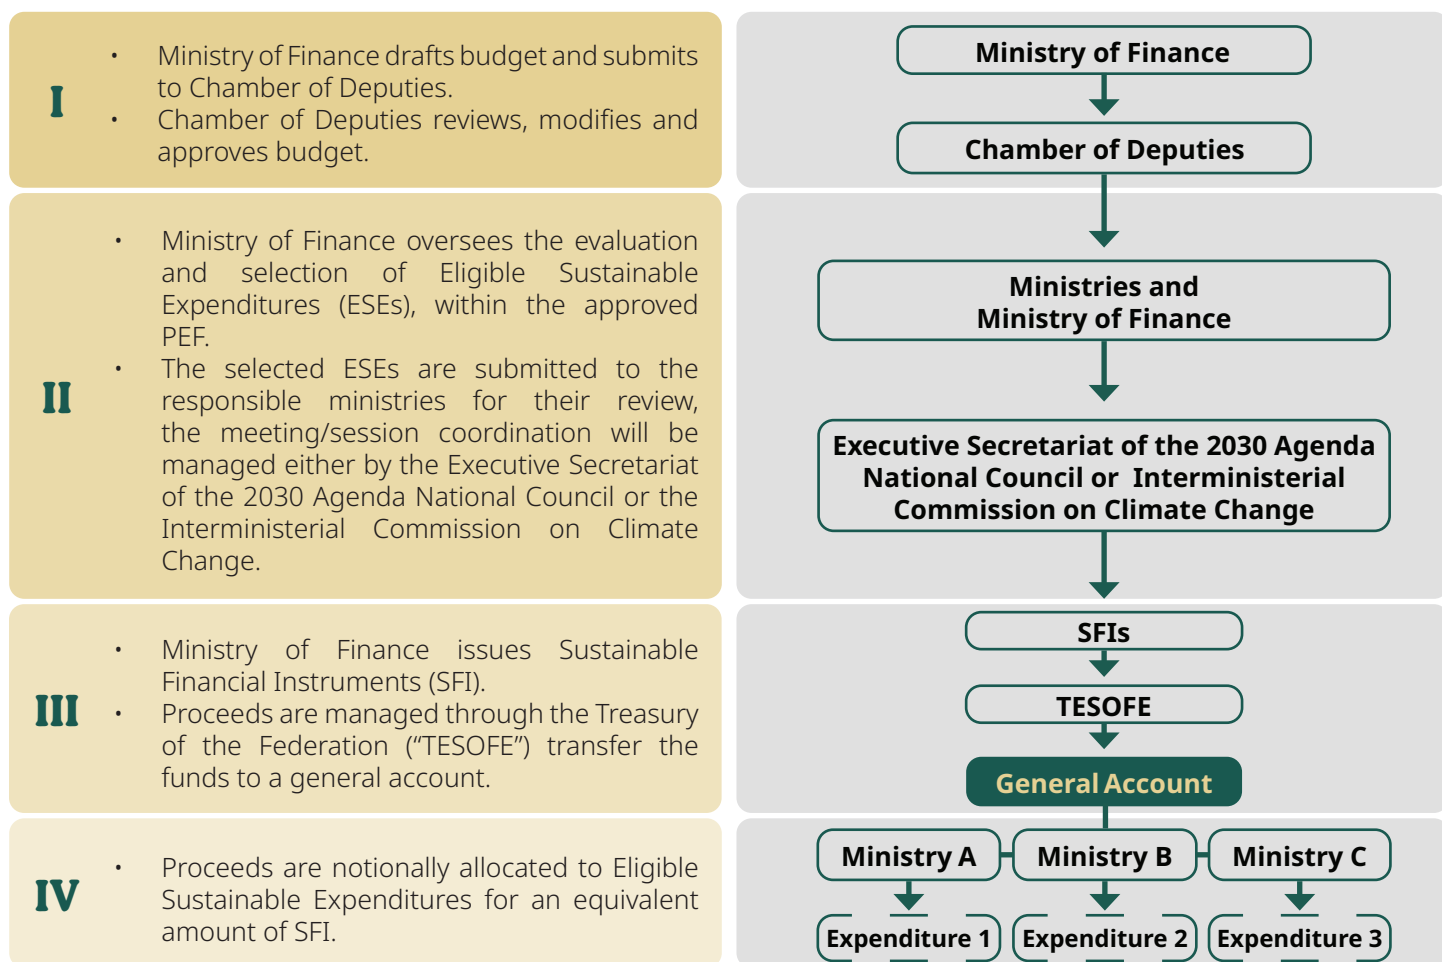 I
• Ministry of Finance drafts budget and submits
to Chamber of Deputies.
• Chamber of Deputies reviews, modifies and
approves budget.
Ministry of Finance
Chamber of Deputies
II
• Ministry of Finance oversees the evaluation
and selection of Eligible Sustainable
Expenditures (ESEs), within the approved
PEF.
• The selected ESEs are submitted to the
responsible ministries for their review,
the meeting/session coordination will be
managed either by the Executive Secretariat
of the 2030 Agenda National Council or the
Interministerial Commission on Climate
Change.
Ministries and
Ministry of Finance
Executive Secretariat of the 2030 Agenda
National Council or Interministerial
Commission on Climate Change
III
• Ministry of Finance issues Sustainable
Financial Instruments (SFI).
• Proceeds are managed through the Treasury
of the Federation (“TESOFE”) transfer the
funds to a general account.
SFIs
TESOFE
General Account
IV
• Proceeds are notionally allocated to Eligible
Sustainable Expenditures for an equivalent
amount of SFI.
Ministry A
Ministry B
Ministry C
Expenditure 1
Expenditure 2
Expenditure 3